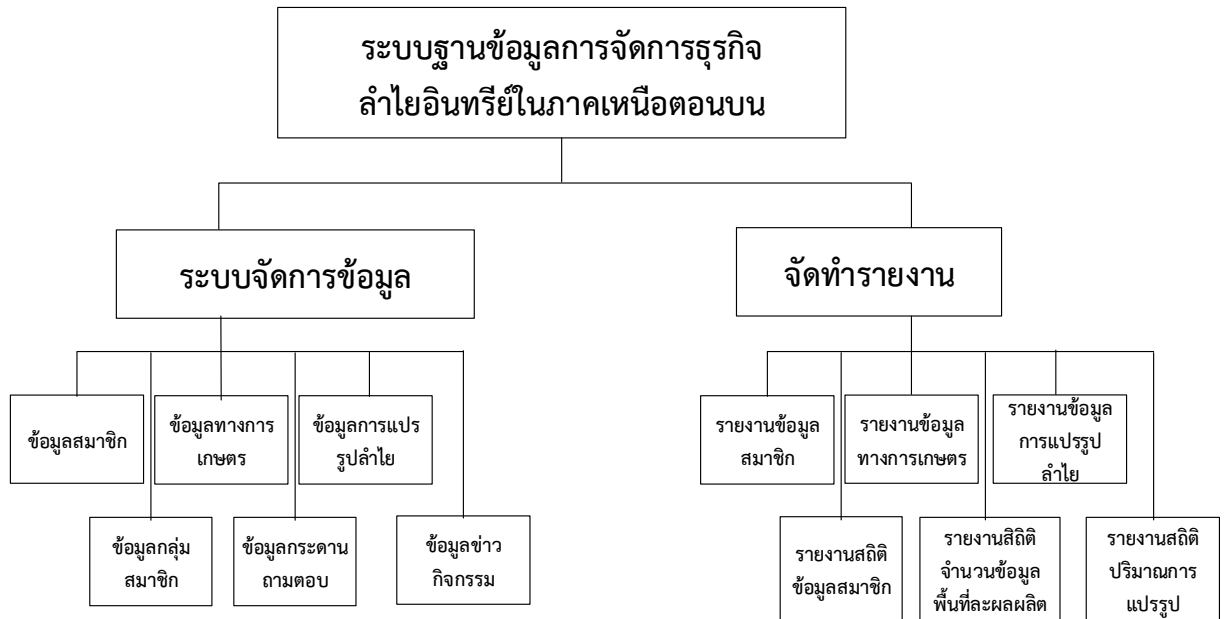 ระบบฐานข้อมูลการจัดการธุรกิจ
ลำไยอินทรีย์ในภาคเหนือตอนบน
ระบบจัดการข้อมูล
จัดทำรายงาน
ข้อมูลสมาชิก
ข้อมูลทางการ
เกษตร
ข้อมูลการแปร
รูปลำไย
ข้อมูลกลุ่ม
สมาชิก
ข้อมูลกระดาน
ถามตอบ
ข้อมูลข่าว
กิจกรรม
รายงานข้อมูล
สมาชิก
รายงานข้อมูล
ทางการเกษตร
รายงานข้อมูล
การแปรรูป
ลำไย
รายงานสถิติ
ข้อมูลสมาชิก
รายงานสิถิติ
จำนวนข้อมูล
พื้นที่ละผลผลิต
รายงานสถิติ
ปริมาณการ
แปรรูป